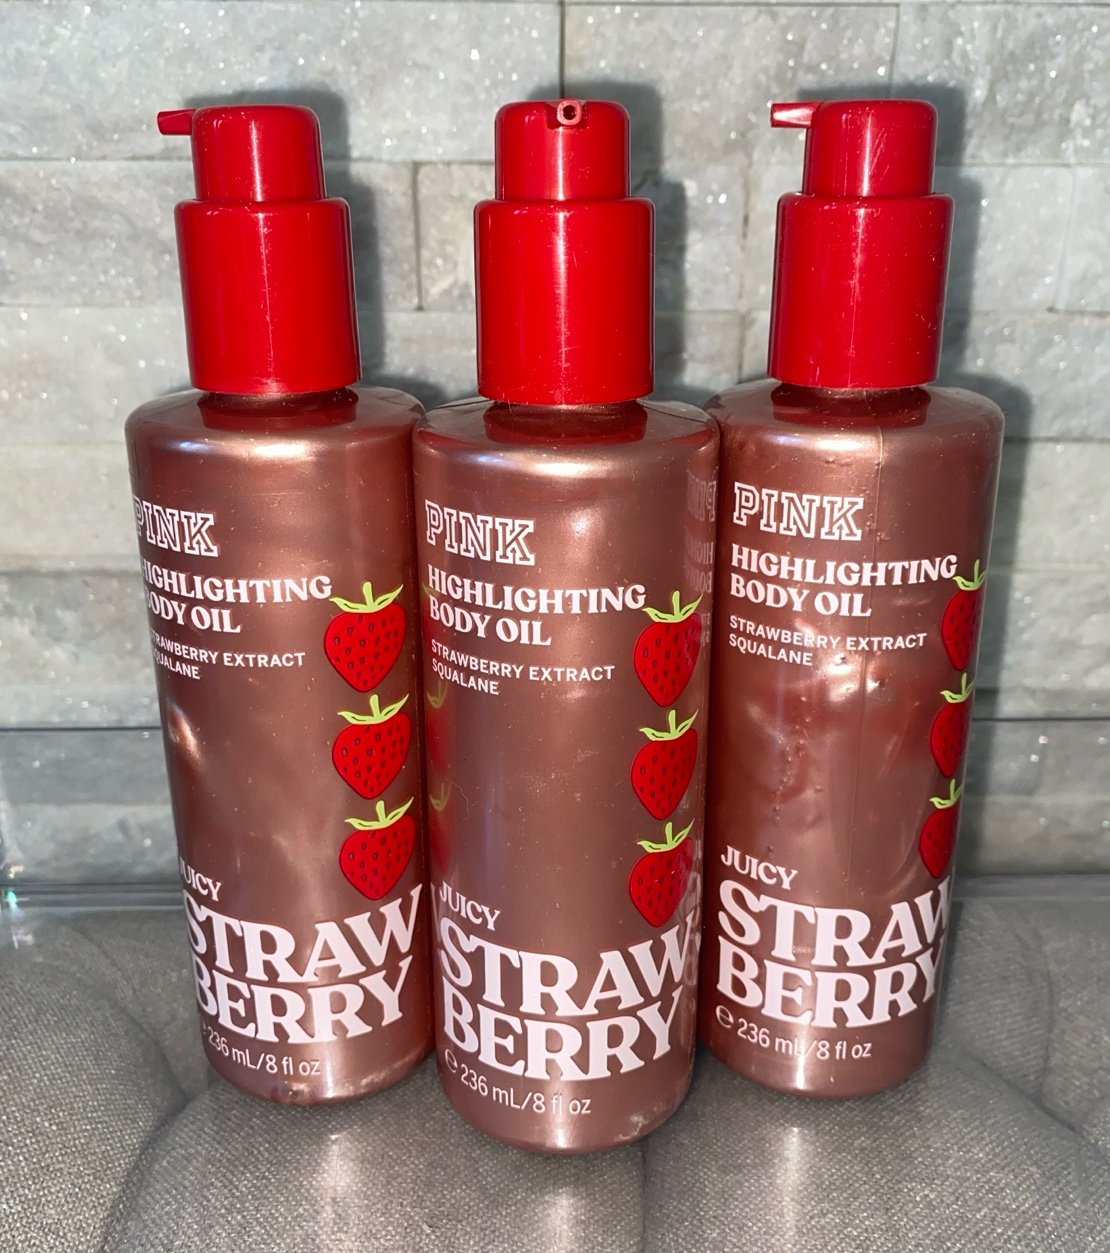 PINK
HIGHLIGHTING
BODY OIL
STRAWBERRY EXTRACT
SQUALANE
JUICY
STRAW
BERRY
℮ 236 mL/8 fl oz
PINK
HIGHLIGHTING
BODY OIL
STRAWBERRY EXTRACT
SQUALANE
JUICY
STRAW
BERRY
℮ 236 mL/8 fl oz
PINK
HIGHLIGHTING
BODY OIL
STRAWBERRY EXTRACT
SQUALANE
JUICY
STRAW
BERRY
℮ 236 mL/8 fl oz